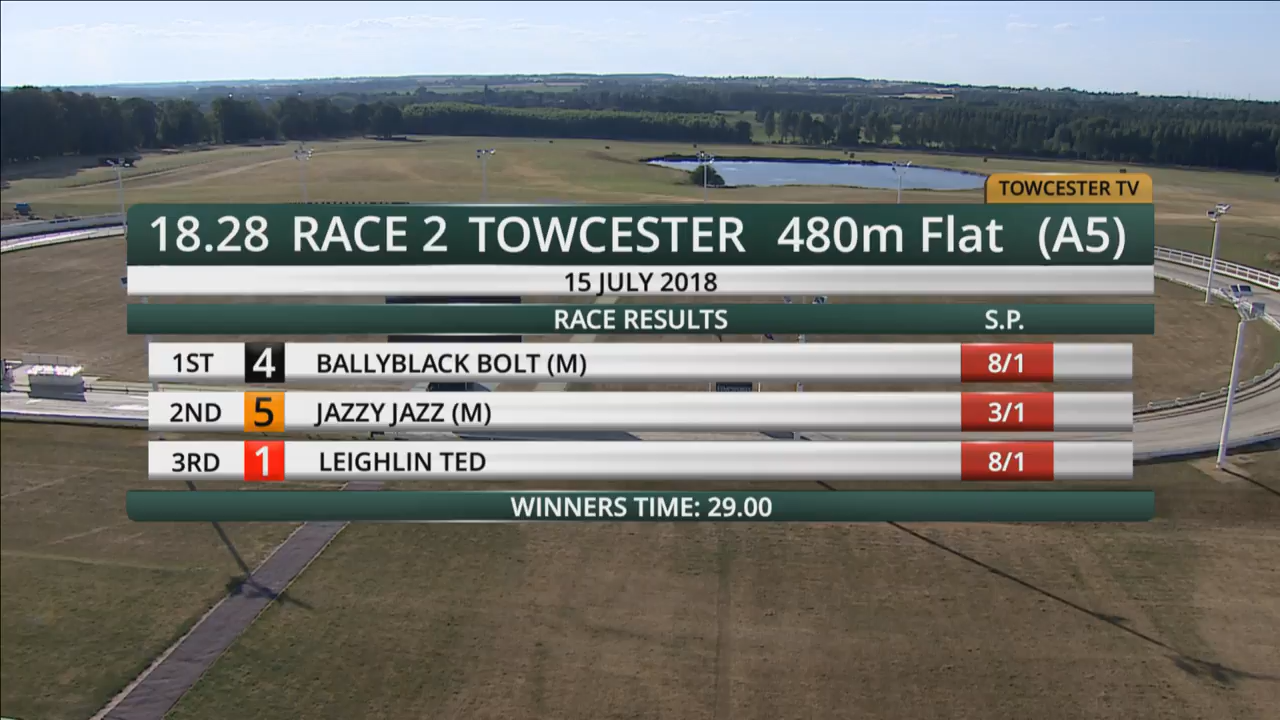 TOWCESTER TV
18.28 RACE 2 TOWCESTER 480m Flat (A5)
15 JULY 2018
RACE RESULTS S.P.
1ST 4 BALLYBLACK BOLT (M) 8/1
2ND 5 JAZZY JAZZ (M) 3/1
3RD 1 LEIGHLIN TED 8/1
WINNERS TIME: 29.00